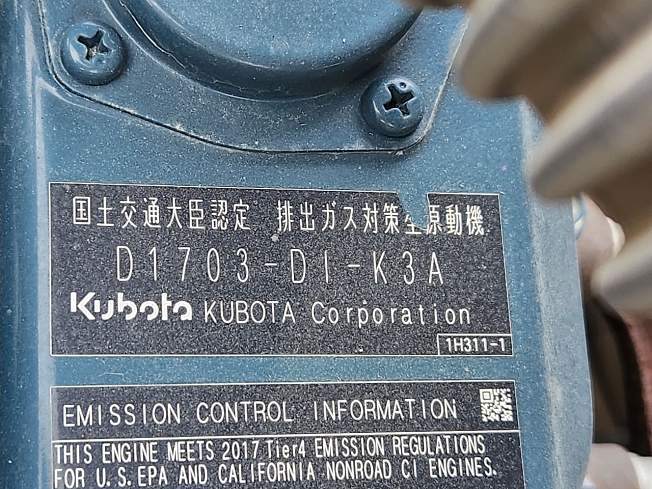 国土交通大臣認定 排出ガス対策型原動機
D1703-DI-K3A
Kubota KUBOTA Corporation
1H311-1
EMISSION CONTROL INFORMATION
THIS ENGINE MEETS 2017 Tier4 EMISSION REGULATIONS
FOR U.S. EPA AND CALIFORNIA NONROAD CI ENGINES.